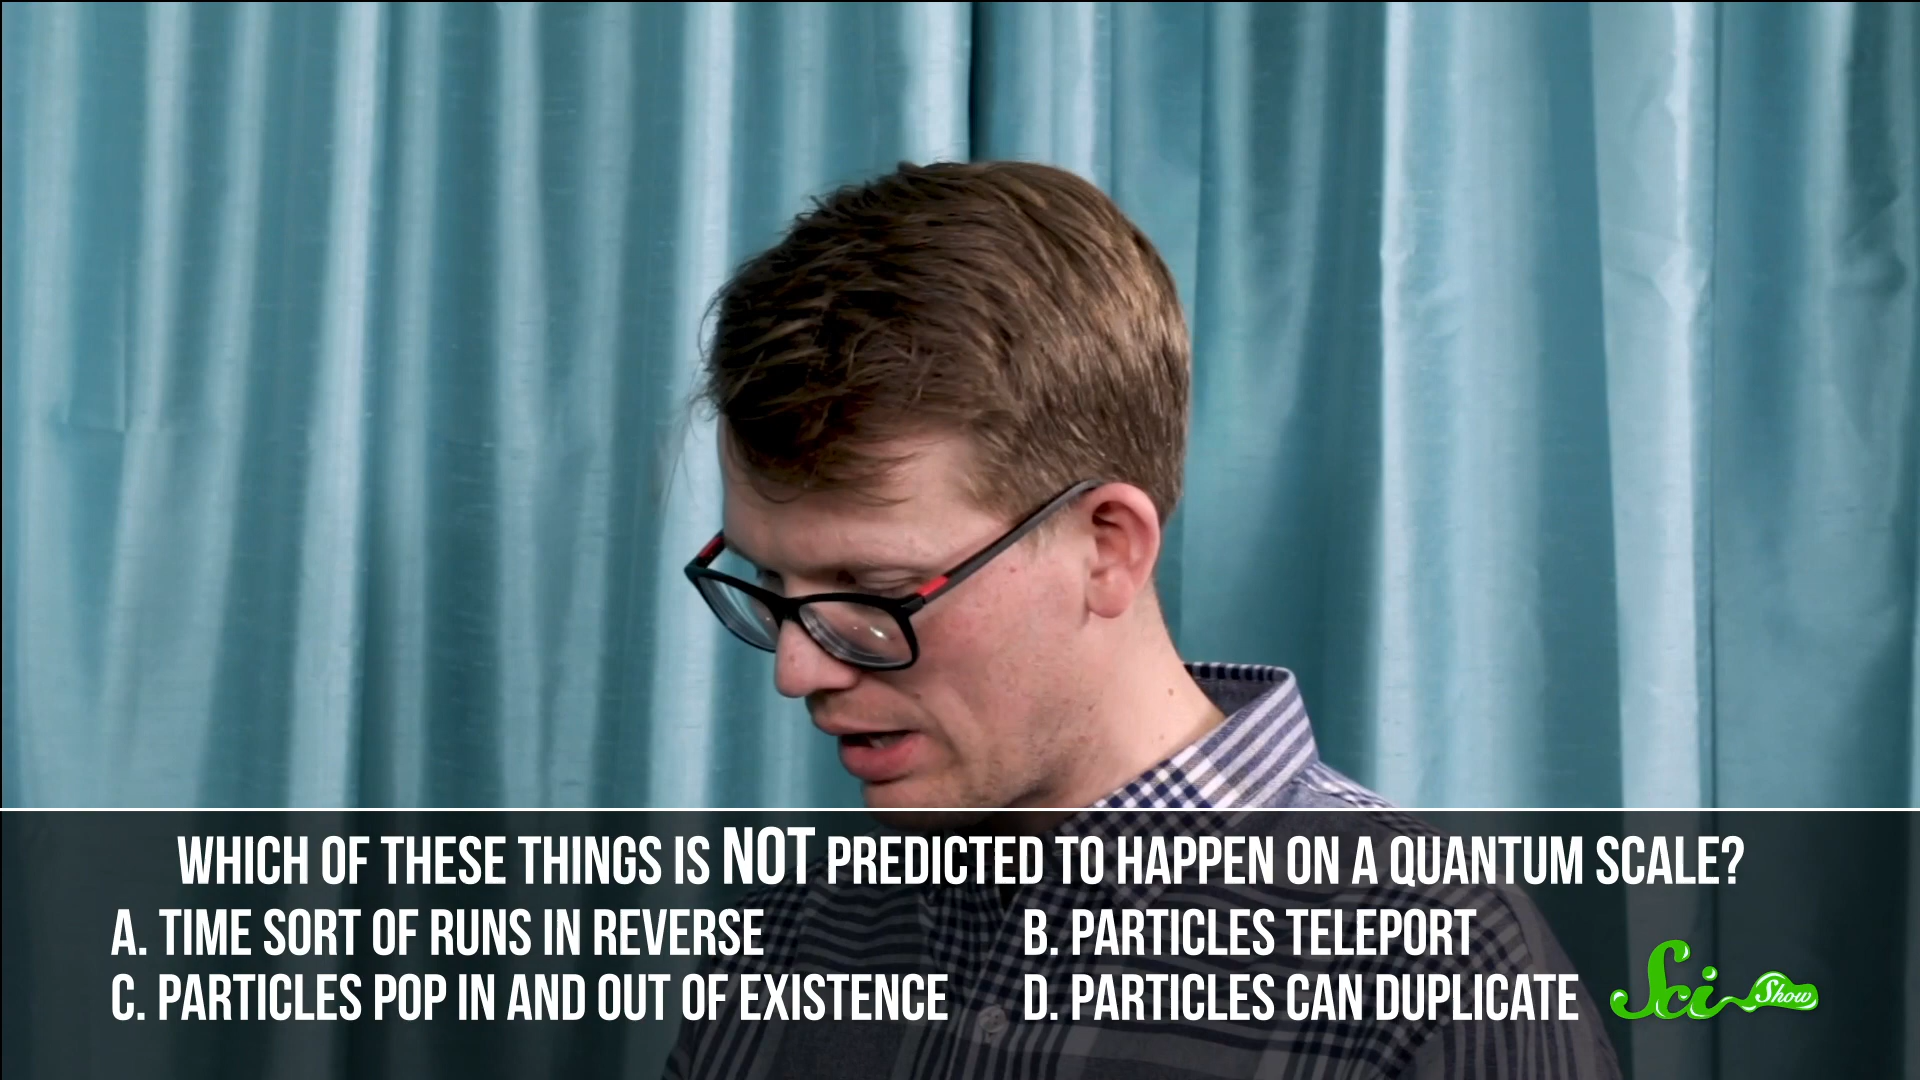 WHICH OF THESE THINGS IS NOT PREDICTED TO HAPPEN ON A QUANTUM SCALE?
A. TIME SORT OF RUNS IN REVERSE
B. PARTICLES TELEPORT
C. PARTICLES POP IN AND OUT OF EXISTENCE
D. PARTICLES CAN DUPLICATE
Sci Show